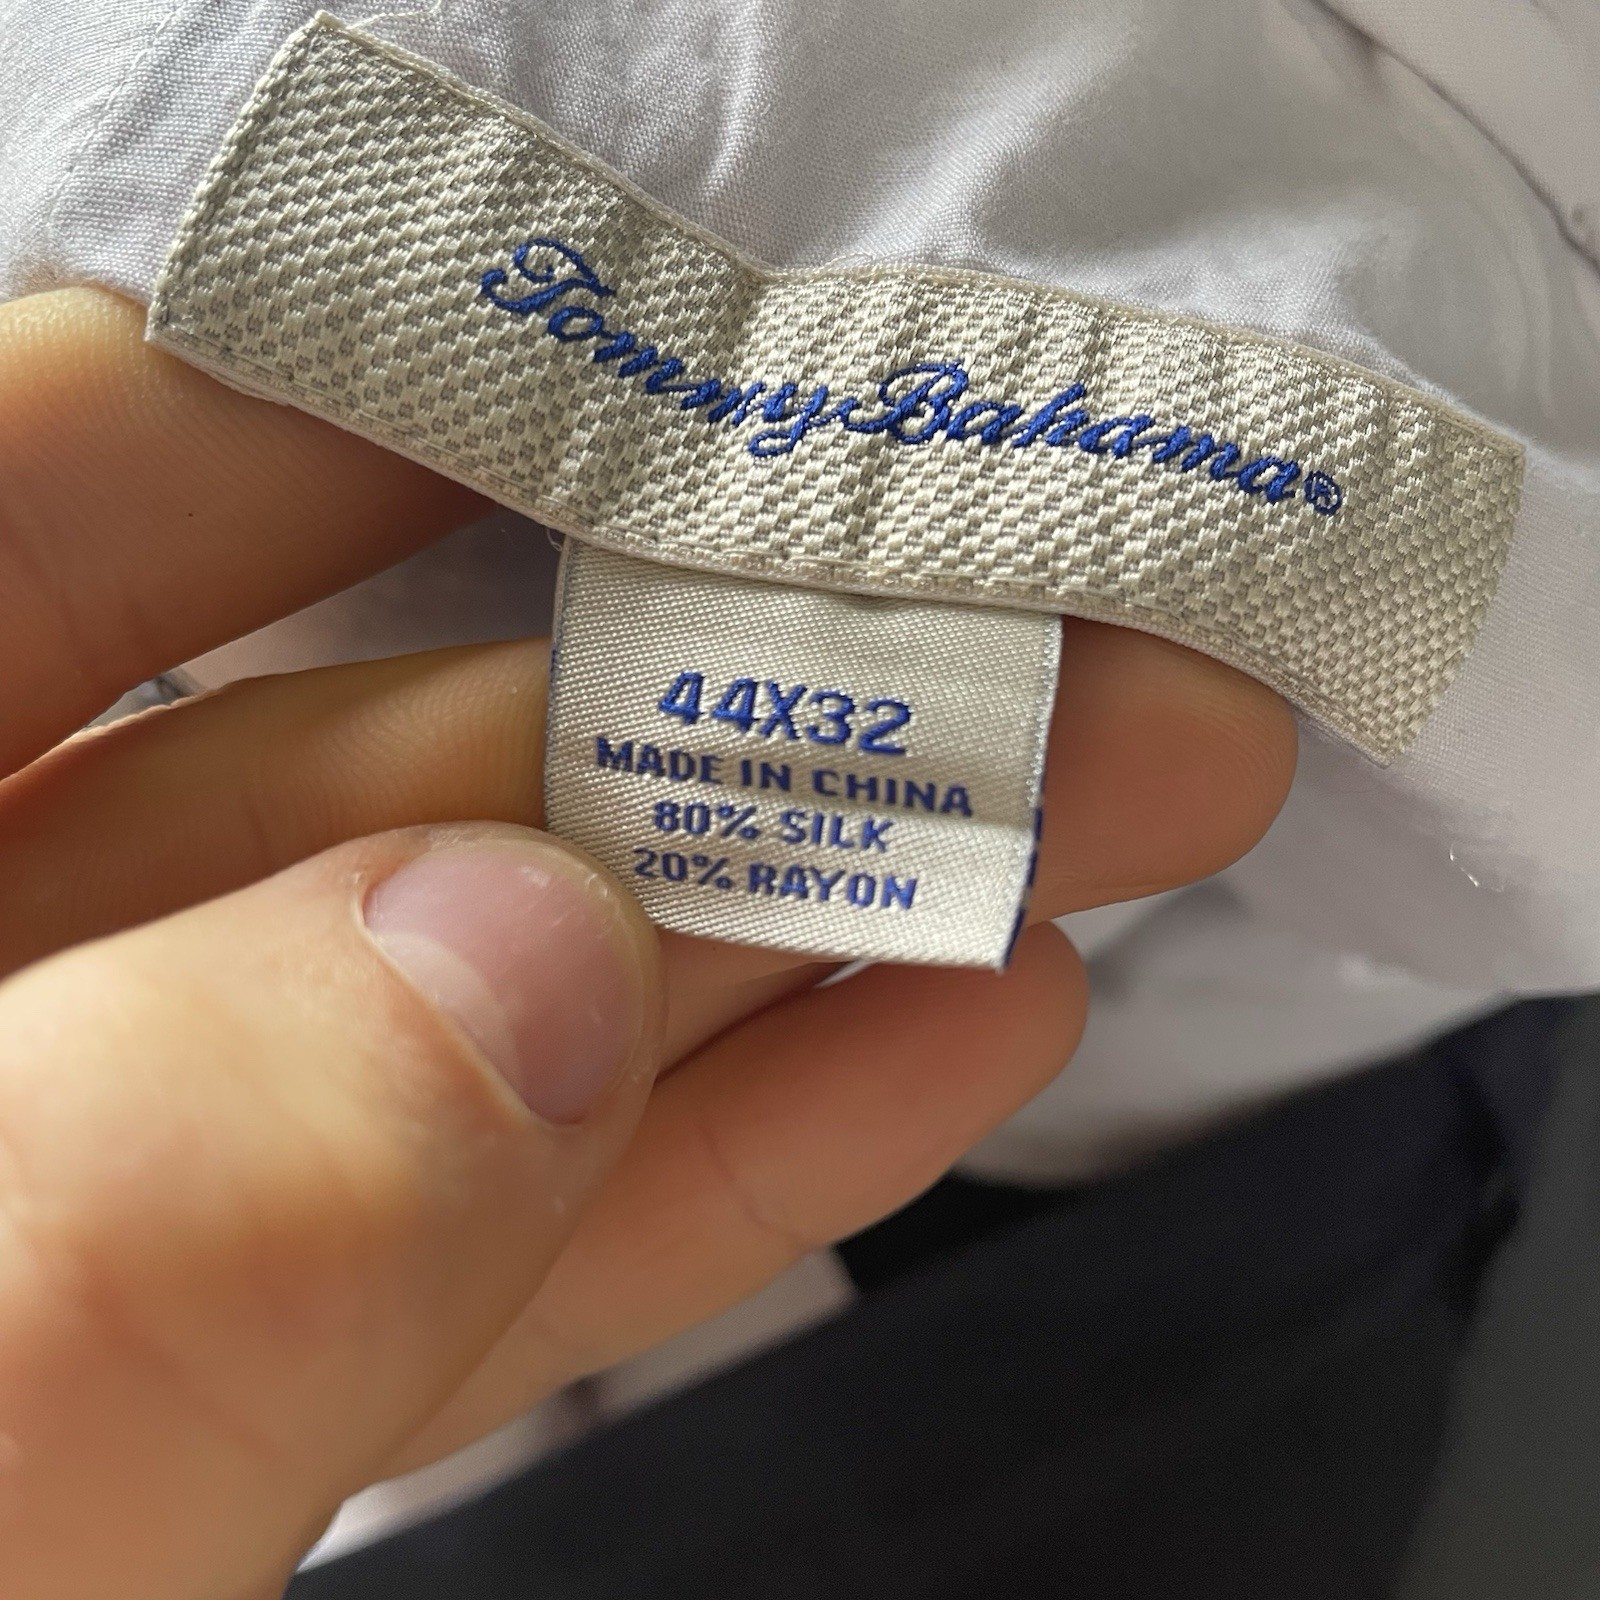 Tommy Bahama®
44X32
MADE IN CHINA
80% SILK
20% RAYON